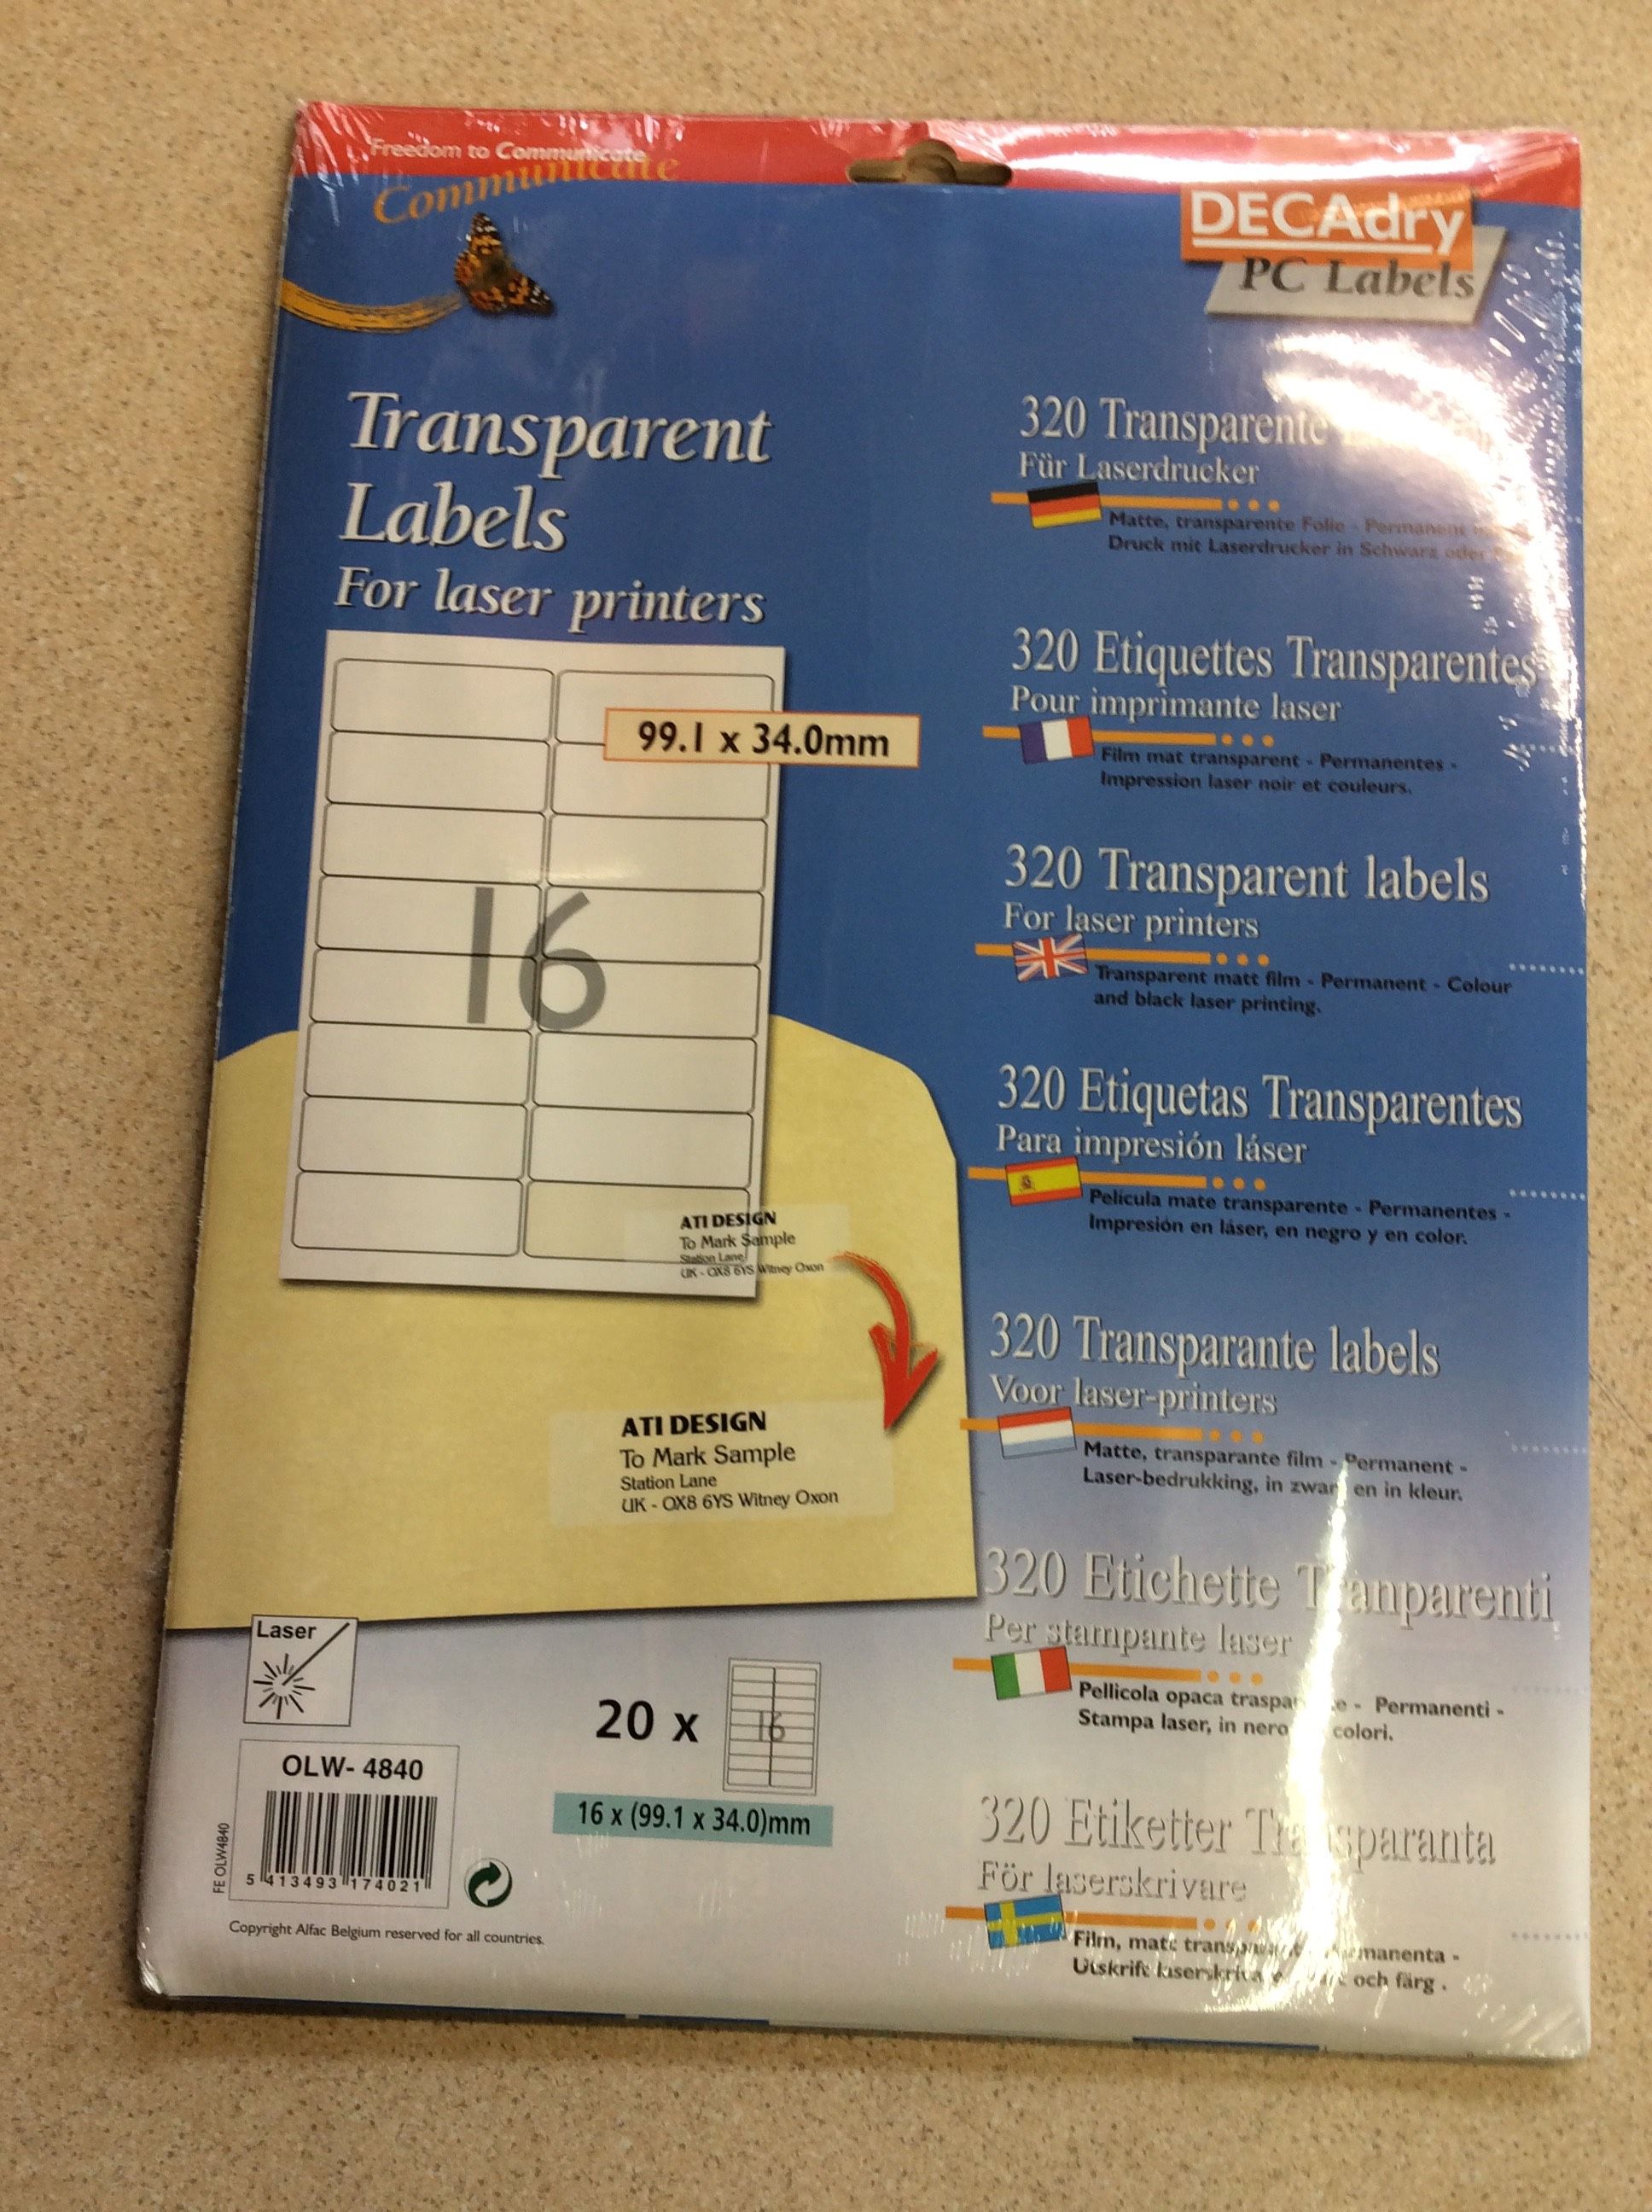 Freedom to Communicate
Communicate
DECAdry
PC Labels
Transparent
Labels
For laser printers
99.1 x 34.0mm
16
ATI DESIGN
To Mark Sample
Station Lane
UK - OX8 6YS Witney Oxon
ATI DESIGN
To Mark Sample
Station Lane
UK - OX8 6YS Witney Oxon
Laser
20 x
16
16 x (99.1 x 34.0)mm
OLW- 4840
FE OLW4840
5 413493 174021
Copyright Alfac Belgium reserved for all countries.
320 Transparente
Für Laserdrucker
Matte, transparente Folie - Permanent
Druck mit Laserdrucker in Schwarz oder
320 Etiquettes Transparentes
Pour imprimante laser
Film mat transparent - Permanentes -
Impression laser noir et couleurs.
320 Transparent labels
For laser printers
Transparent matt film - Permanent - Colour
and black laser printing.
320 Etiquetas Transparentes
Para impresión láser
Película mate transparente - Permanentes -
Impresión en láser, en negro y en color.
320 Transparante labels
Voor laser-printers
Matte, transparante film - Permanent -
Laser-bedrukking, in zwart en in kleur.
320 Etichette Tranparenti
Per stampante laser
Pellicola opaca - Permanenti -
Stampa laser, in nero colori.
320 Etiketter Transparanta
För laserskrivare
Film, matt -
Utskrift och färg .